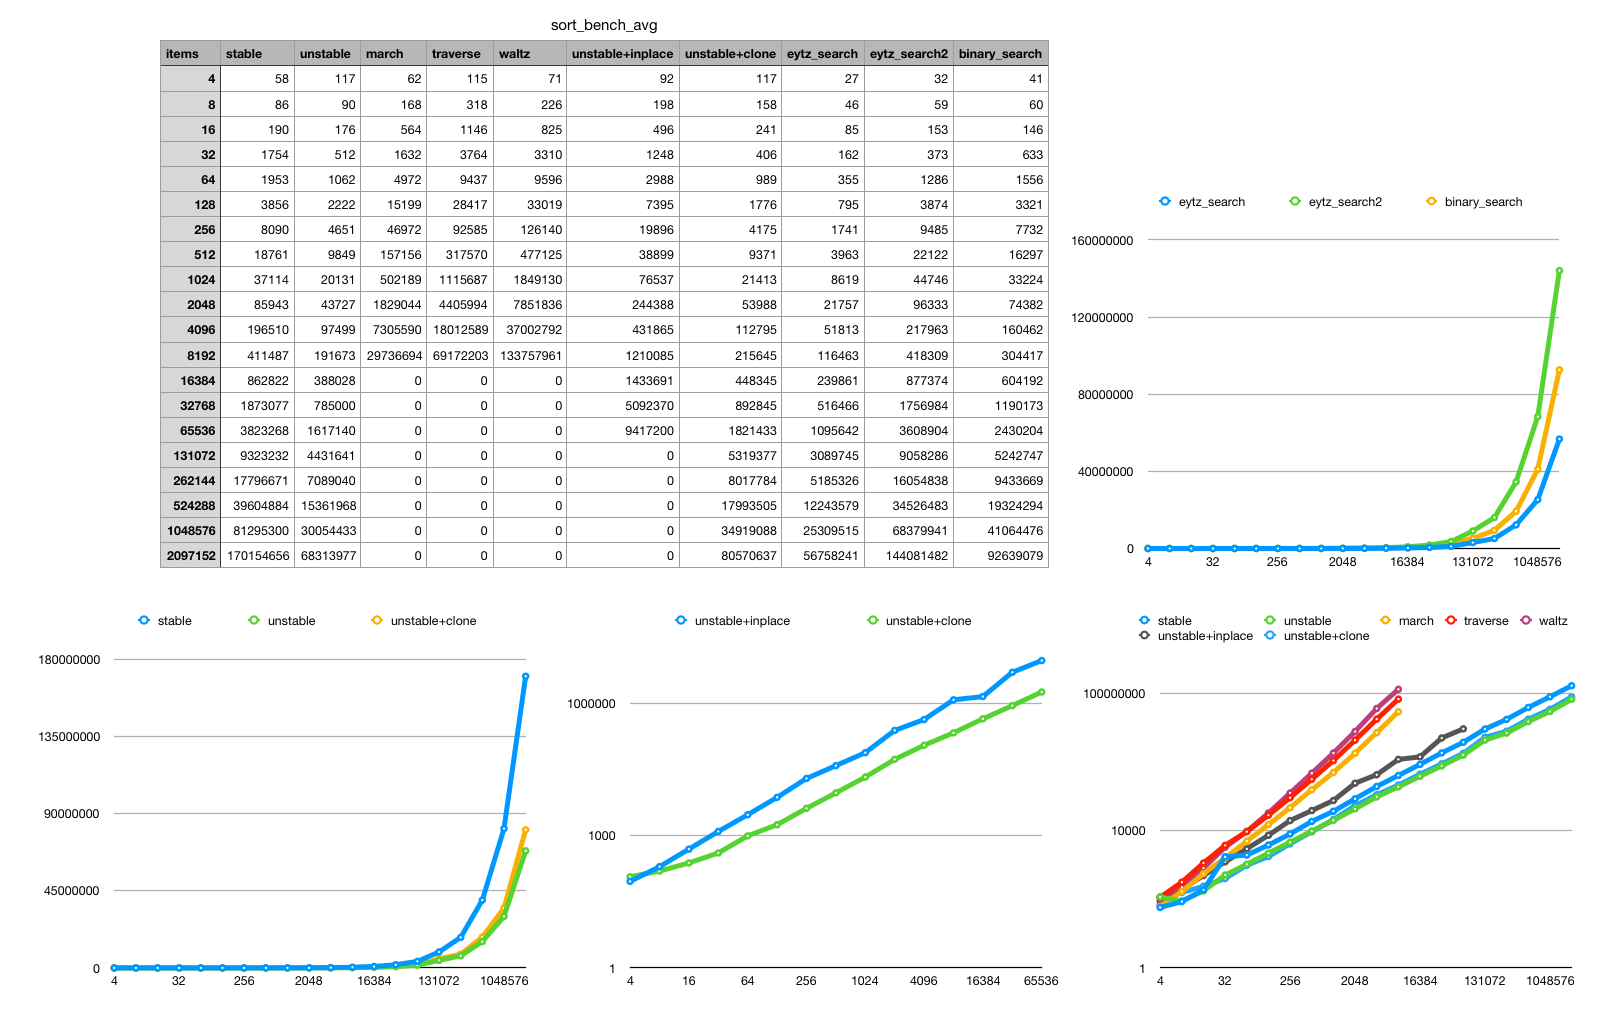 sort_bench_avg
items stable unstable march traverse waltz unstable+inplace unstable+clone eytz_search eytz_search2 binary_search
4 58 117 62 115 71 92 117 27 32 41
8 86 90 168 318 226 198 158 46 59 60
16 190 176 564 1146 825 496 241 85 153 146
32 1754 512 1632 3764 3310 1248 406 162 373 633
64 1953 1062 4972 9437 9596 2988 989 355 1286 1556
128 3856 2222 15199 28417 33019 7395 1776 795 3874 3321
256 8090 4651 46972 92585 126140 19896 4175 1741 9485 7732
512 18761 9849 157156 317570 477125 38899 9371 3963 22122 16297
1024 37114 20131 502189 1115687 1849130 76537 21413 8619 44746 33224
2048 85943 43727 1829044 4405994 7851836 244388 53988 21757 96333 74382
4096 196510 97499 7305590 18012589 37002792 431865 112795 51813 217963 160462
8192 411487 191673 29736694 69172203 133757961 1210085 215645 116463 418309 304417
16384 862822 388028 0 0 0 1433691 448345 239861 877374 604192
32768 1873077 785000 0 0 0 5092370 892845 516466 1756984 1190173
65536 3823268 1617140 0 0 0 9417200 1821433 1095642 3608904 2430204
131072 9323232 4431641 0 0 0 0 5319377 3089745 9058286 5242747
262144 17796671 7089040 0 0 0 0 8017784 5185326 16054838 9433669
524288 39604884 15361968 0 0 0 0 17993505 12243579 34526483 19324294
1048576 81295300 30054433 0 0 0 0 34919088 25309515 68379941 41064476
2097152 170154656 68313977 0 0 0 0 80570637 56758241 144081482 92639079
eytz_search eytz_search2 binary_search
160000000
120000000
80000000
40000000
0
4 32 256 2048 16384 131072 1048576
stable unstable unstable+clone
180000000
135000000
90000000
45000000
0
4 32 256 2048 16384 131072 1048576
unstable+inplace unstable+clone
1000000
1000
1
4 16 64 256 1024 4096 16384 65536
stable unstable march traverse waltz
unstable+inplace unstable+clone
100000000
10000
1
4 32 256 2048 16384 131072 1048576